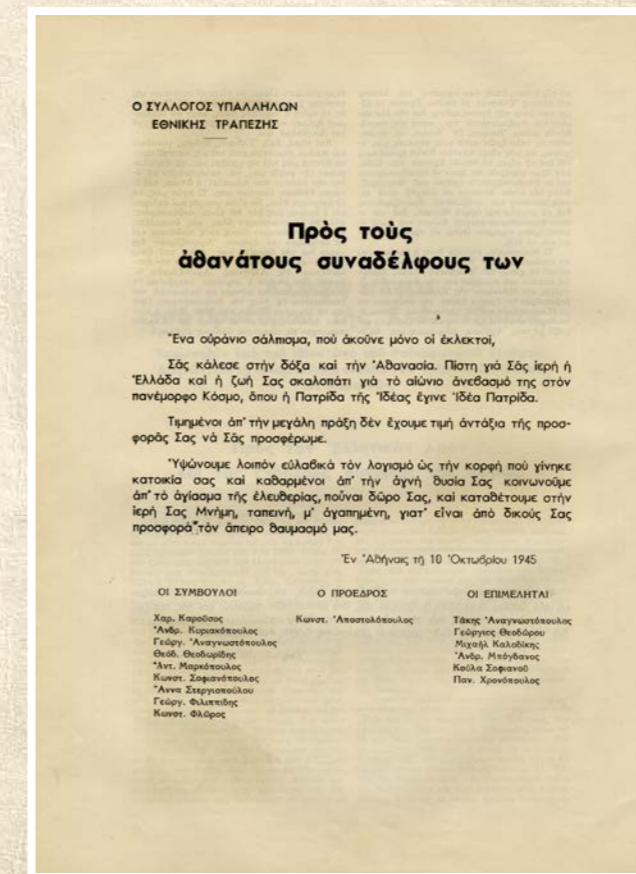 Ο ΣΥΛΛΟΓΟΣ ΥΠΑΛΛΗΛΩΝ
ΕΘΝΙΚΗΣ ΤΡΑΠΕΖΗΣ
Πρὸς τοὺς
ἀθανάτους συναδέλφους των
Ἕνα οὐράνιο σάλπισμα, ποὺ ἀκοῦνε μόνο οἱ ἐκλεκτοί,
Σᾶς κάλεσε στὴν δόξα καὶ τὴν Ἀθανασία. Πίστη γιὰ Σᾶς ἱερὴ ἡ
Ἑλλάδα καὶ ἡ ζωή Σας σκαλοπάτι γιὰ τὸ αἰώνιο ἀνέβασμό της στὸν
πανέμορφο Κόσμο, ὅπου ἡ Πατρίδα τῆς Ἰδέας ἔγινε Ἰδέα Πατρίδα.
Τιμημένοι ἀπ' τὴν μεγάλη πράξη δὲν ἔχουμε τιμὴ ἀντάξια τῆς προσ-
φορᾶς Σας νὰ Σᾶς προσφέρωμε.
Ὑψώνουμε λοιπὸν εὐλαβικὰ τὸν λογισμὸ ὡς τὴν κορφὴ ποὺ γίνηκε
κατοικία σας καὶ καθαρμένοι ἀπ' τὴν ἁγνὴ θυσία Σας κοινωνοῦμε
ἀπ' τὸ ἁγίασμα τῆς ἐλευθερίας, ποὖναι δῶρο Σας, καὶ καταθέτουμε στὴν
ἱερή Σας Μνήμη, ταπεινή, μ' ἀγαπημένη, γιατ' εἶναι ἀπὸ δικούς Σας
προσφορὰ τὸν ἄπειρο θαυμασμό μας.
Ἐν Ἀθήναις τῇ 10 Ὀκτωβρίου 1945
ΟΙ ΣΥΜΒΟΥΛΟΙ
Χαρ. Καροῦσος
Ἀνδρ. Κυριακόπουλος
Γεώργ. Ἀναγνωστόπουλος
Θεόδ. Θεοδωρίδης
Ἀντ. Μαρκόπουλος
Κωνστ. Σοφιανόπουλος
Ἄννα Στεργιοπούλου
Γεώργ. Φιλιππίδης
Κωνστ. Φλῶρος
Ο ΠΡΟΕΔΡΟΣ
Κωνστ. Ἀποστολόπουλος
ΟΙ ΕΠΙΜΕΛΗΤΑΙ
Τάκης Ἀναγνωστόπουλος
Γεώργιος Θεοδώρου
Μιχαὴλ Καλοδίκης
Ἀνδρ. Μπόγδανος
Κούλα Σοφιανοῦ
Παν. Χρονόπουλος